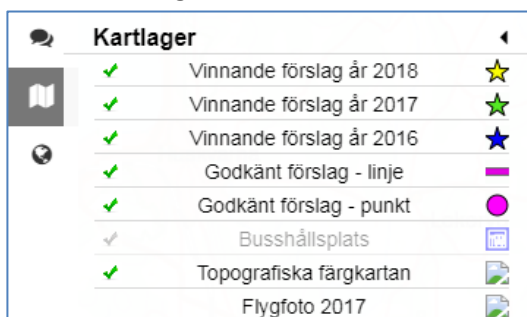 Kartlager
Vinnande förslag år 2018
Vinnande förslag år 2017
Vinnande förslag år 2016
Godkänt förslag - linje
Godkänt förslag - punkt
Busshållsplats
Topografiska färgkartan
Flygfoto 2017